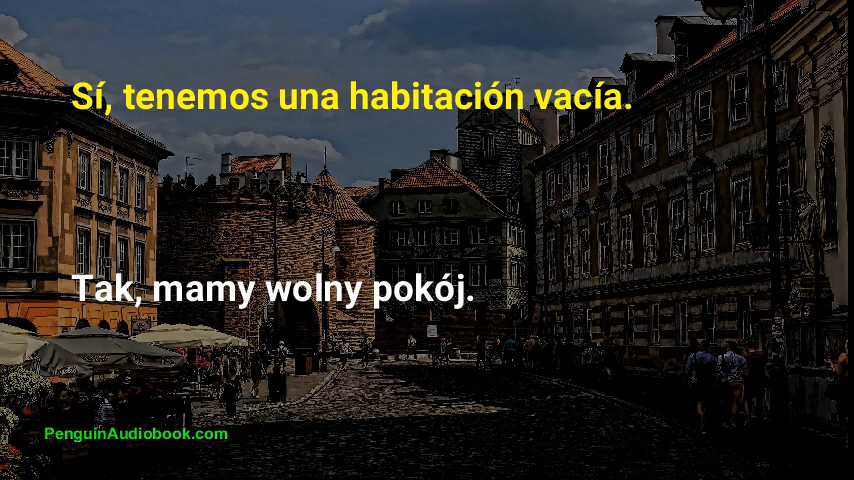 Sí, tenemos una habitación vacía.
Tak, mamy wolny pokój.
PenguinAudiobook.com